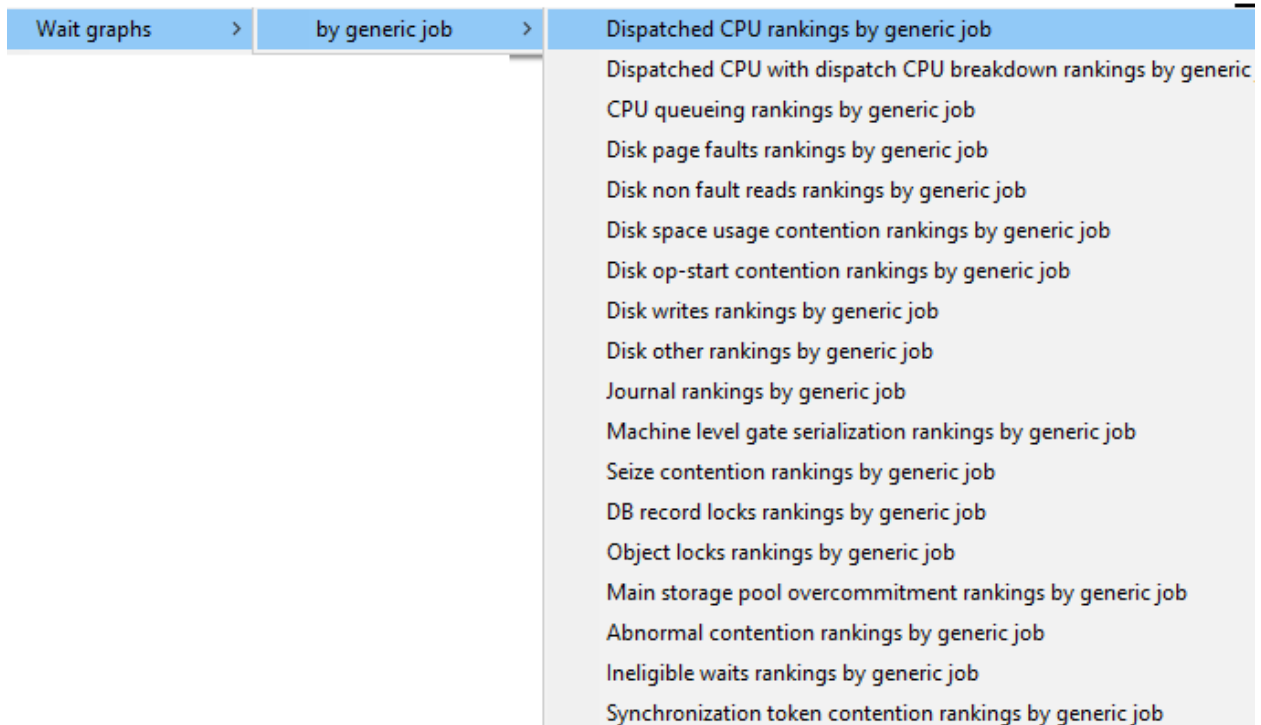 Wait graphs > by generic job > Dispatched CPU rankings by generic job
Dispatched CPU with dispatch CPU breakdown rankings by generic
CPU queueing rankings by generic job
Disk page faults rankings by generic job
Disk non fault reads rankings by generic job
Disk space usage contention rankings by generic job
Disk op-start contention rankings by generic job
Disk writes rankings by generic job
Disk other rankings by generic job
Journal rankings by generic job
Machine level gate serialization rankings by generic job
Seize contention rankings by generic job
DB record locks rankings by generic job
Object locks rankings by generic job
Main storage pool overcommitment rankings by generic job
Abnormal contention rankings by generic job
Ineligible waits rankings by generic job
Synchronization token contention rankings by generic job